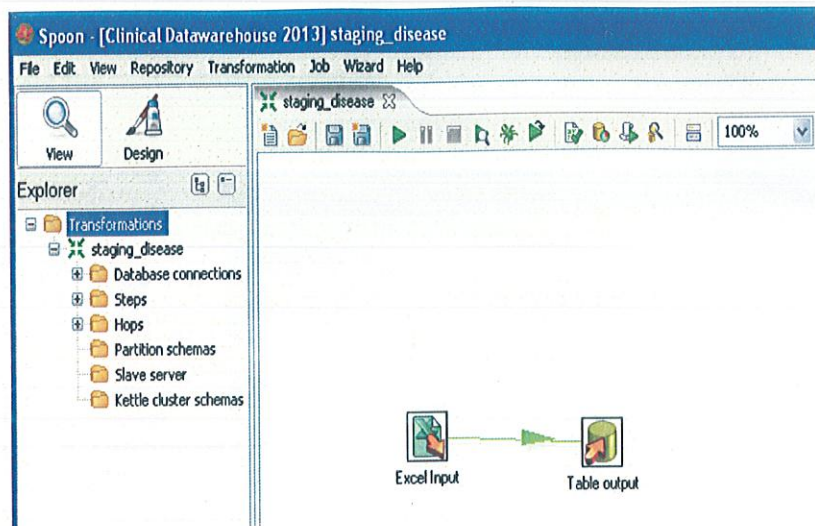 Spoon - [Clinical Datawarehouse 2013] staging_disease
File Edit View Repository Transformation Job Wizard Help
View
Design
staging_disease
100%
Explorer
Transformations
staging_disease
Database connections
Steps
Hops
Partition schemas
Slave server
Kettle cluster schemas
Excel Input
Table output